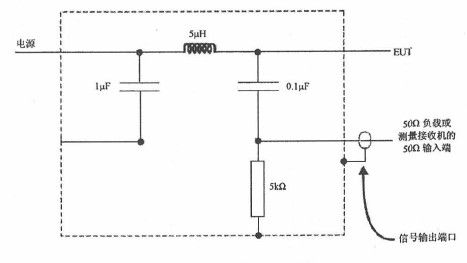 电源
5μH
EUT
1μF
0.1μF
50Ω 负载或
测量接收机的
50Ω 输入端
5kΩ
信号输出端口